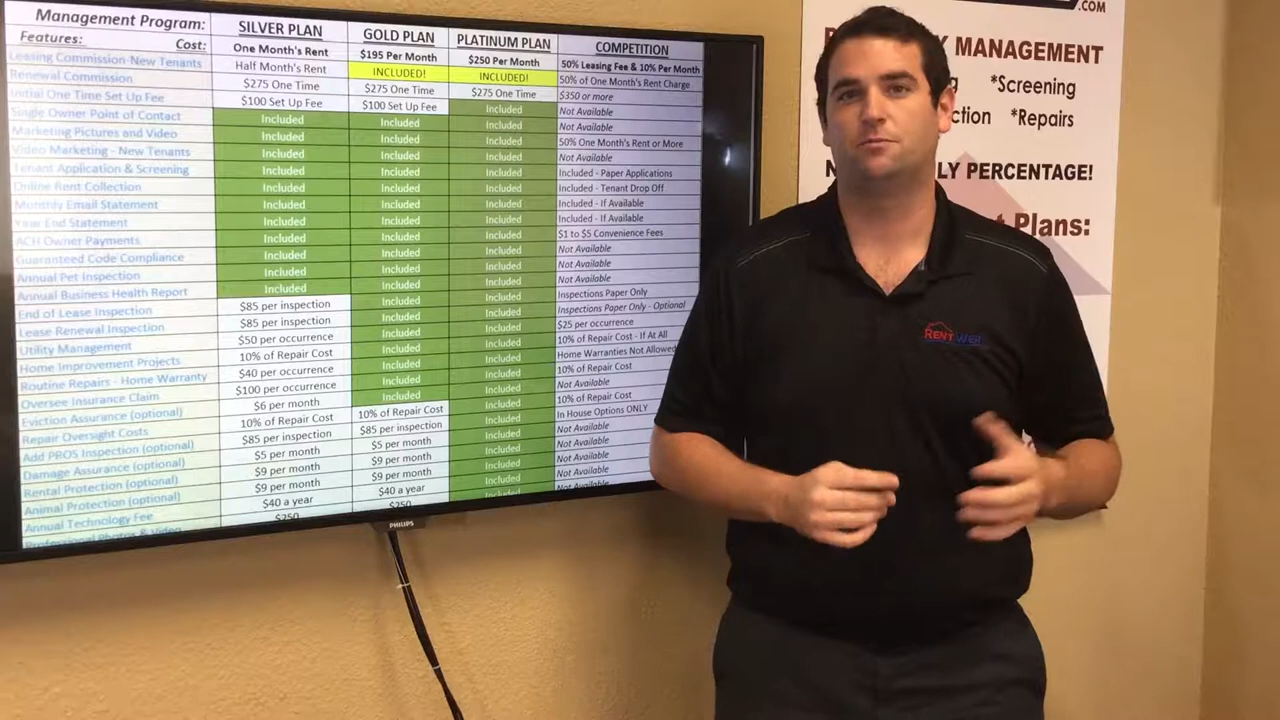 Management Program: SILVER PLAN GOLD PLAN PLATINUM PLAN COMPETITION
Features: Cost: One Month's Rent $195 Per Month $250 Per Month 50% Leasing Fee & 10% Per Month
Leasing Commission-New Tenants Half Month's Rent INCLUDED! INCLUDED! 50% of One Month's Rent Charge
Renewal Commission $275 One Time $275 One Time $275 One Time $350 or more
Initial One Time Set Up Fee $100 Set Up Fee $100 Set Up Fee Included Not Available
Single Owner Point of Contact Included Included Included Not Available
Marketing Pictures and Video Included Included Included 50% One Month's Rent or More
Video Marketing - New Tenants Included Included Included Not Available
Tenant Application & Screening Included Included Included Included - Paper Applications
Online Rent Collection Included Included Included Included - Tenant Drop Off
Monthly Email Statement Included Included Included Included - If Available
Year End Statement Included Included Included Included - If Available
ACH Owner Payments Included Included Included $1 to $5 Convenience Fees
Guaranteed Code Compliance Included Included Included Not Available
Annual Pet Inspection Included Included Included Not Available
Annual Business Health Report Included Included Included Not Available
End of Lease Inspection $85 per inspection Included Included Inspections Paper Only
Lease Renewal Inspection $85 per inspection Included Included Inspections Paper Only - Optional
Utility Management $50 per occurrence Included Included $25 per occurrence
Home Improvement Projects 10% of Repair Cost Included Included 10% of Repair Cost - If At All
Routine Repairs - Home Warranty $40 per occurrence Included Included Home Warranties Not Allowed
Oversee Insurance Claim $100 per occurrence Included Included 10% of Repair Cost
Eviction Assurance (optional) $6 per month Included Included Not Available
Repair Oversight Costs 10% of Repair Cost 10% of Repair Cost Included 10% of Repair Cost
Add PROS Inspection (optional) $85 per inspection $85 per inspection Included In House Options ONLY
Damage Assurance (optional) $5 per month $5 per month Included Not Available
Rental Protection (optional) $9 per month $9 per month Included Not Available
Animal Protection (optional) $9 per month $9 per month Included Not Available
Annual Technology Fee $40 a year $40 a year Included Not Available
Professional Photos & Video $250 $250 Included Not Available
PHILIPS
.COM
MANAGEMENT
*Screening
*Repairs
PERCENTAGE!
Plans:
RENT WERX